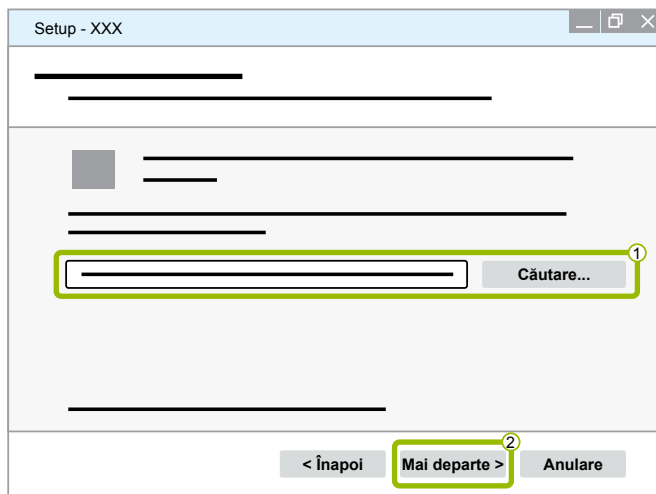 Setup - XXX
1
Căutare...
2
< Înapoi
Mai departe >
Anulare